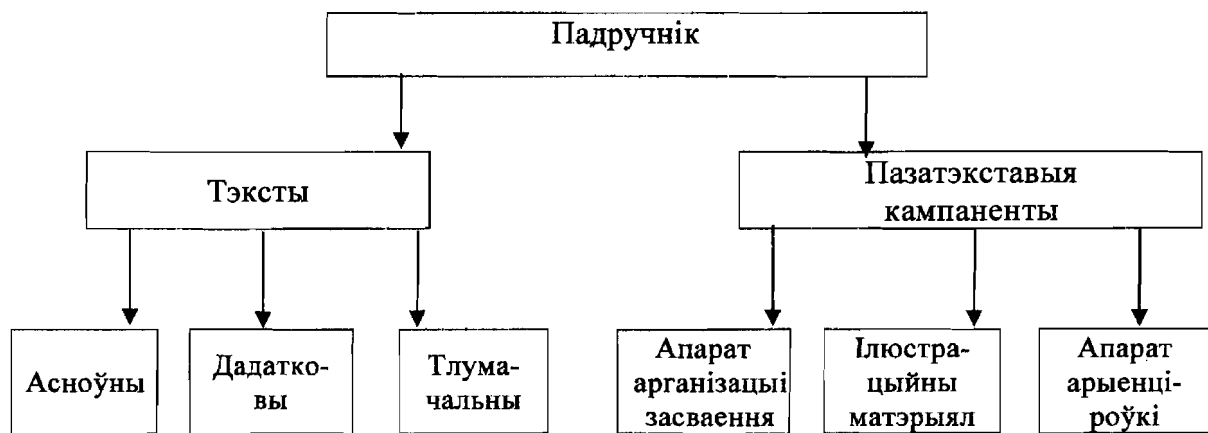 Падручнік
Тэксты
Пазатэкставыя
кампаненты
Асноўны
Дадатко-
вы
Тлума-
чальны
Апарат
арганізацыі
засваення
Ілюстра-
цыйны
матэрыял
Апарат
арыенці-
роўкі